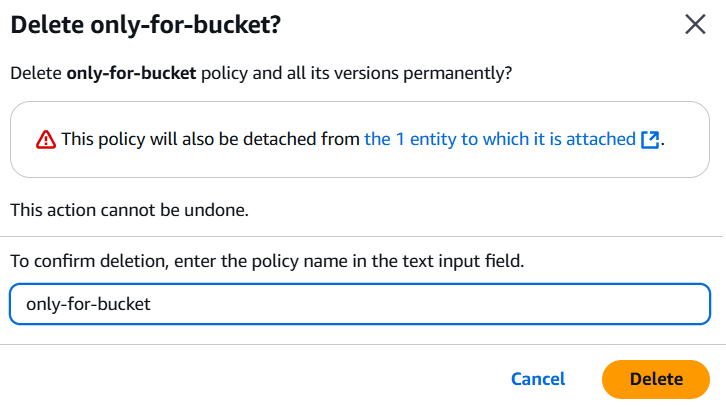 Delete only-for-bucket?
Delete only-for-bucket policy and all its versions permanently?
This policy will also be detached from the 1 entity to which it is attached.
This action cannot be undone.
To confirm deletion, enter the policy name in the text input field.
only-for-bucket
Cancel Delete